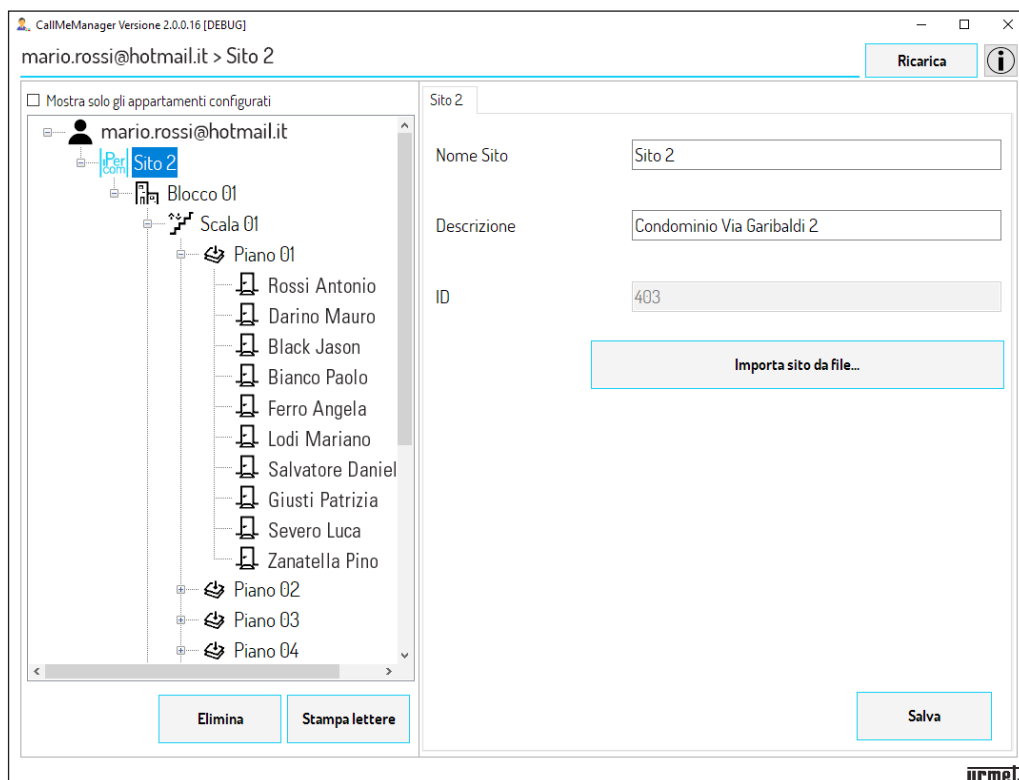 CallMeManager Versione 2.0.0.16 [DEBUG]
mario.rossi@hotmail.it > Sito 2
Ricarica
Mostra solo gli appartamenti configurati
mario.rossi@hotmail.it
iPer com Sito 2
Blocco 01
Scala 01
Piano 01
Rossi Antonio
Darino Mauro
Black Jason
Bianco Paolo
Ferro Angela
Lodi Mariano
Salvatore Daniel
Giusti Patrizia
Severo Luca
Zanatella Pino
Piano 02
Piano 03
Piano 04
Elimina
Stampa lettere
Sito 2
Nome Sito
Sito 2
Descrizione
Condominio Via Garibaldi 2
ID
403
Importa sito da file...
Salva